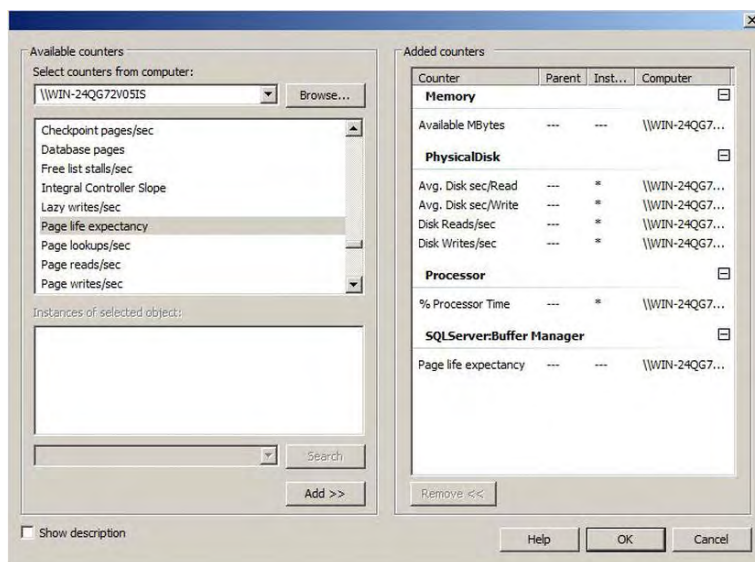 Available counters
Select counters from computer:
\\WIN-24QG72V05IS
Browse...
Checkpoint pages/sec
Database pages
Free list stalls/sec
Integral Controller Slope
Lazy writes/sec
Page life expectancy
Page lookups/sec
Page reads/sec
Page writes/sec
Instances of selected object:
Search
Add >>
Show description
Added counters
Counter Parent Inst... Computer
Memory
Available MBytes --- --- \\WIN-24QG7...
PhysicalDisk
Avg. Disk sec/Read --- * \\WIN-24QG7...
Avg. Disk sec/Write --- * \\WIN-24QG7...
Disk Reads/sec --- * \\WIN-24QG7...
Disk Writes/sec --- * \\WIN-24QG7...
Processor
% Processor Time --- * \\WIN-24QG7...
SQLServer:Buffer Manager
Page life expectancy --- --- \\WIN-24QG7...
Remove <<
Help OK Cancel